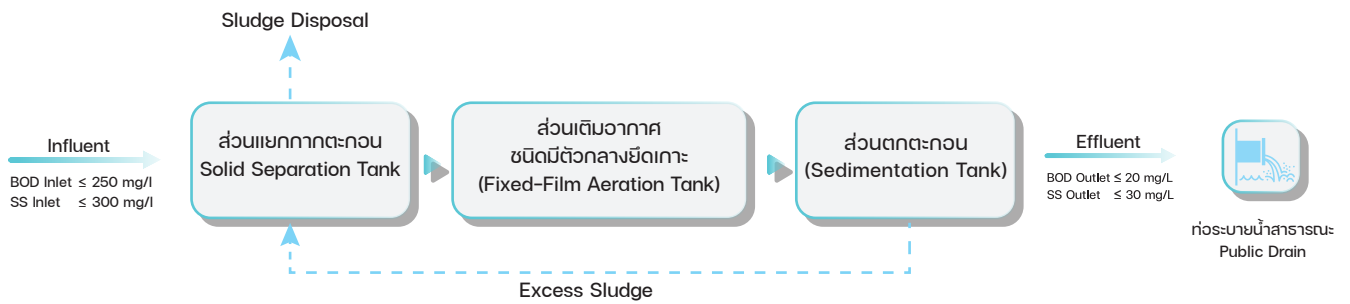 Sludge Disposal
Influent
BOD Inlet ≤ 250 mg/l
SS Inlet ≤ 300 mg/l
ส่วนแยกกากตะกอน
Solid Separation Tank
ส่วนเติมอากาศ
ชนิดมีตัวกลางยึดเกาะ
(Fixed-Film Aeration Tank)
ส่วนตกตะกอน
(Sedimentation Tank)
Effluent
BOD Outlet ≤ 20 mg/L
SS Outlet ≤ 30 mg/L
ท่อระบายน้ำสาธารณะ
Public Drain
Excess Sludge